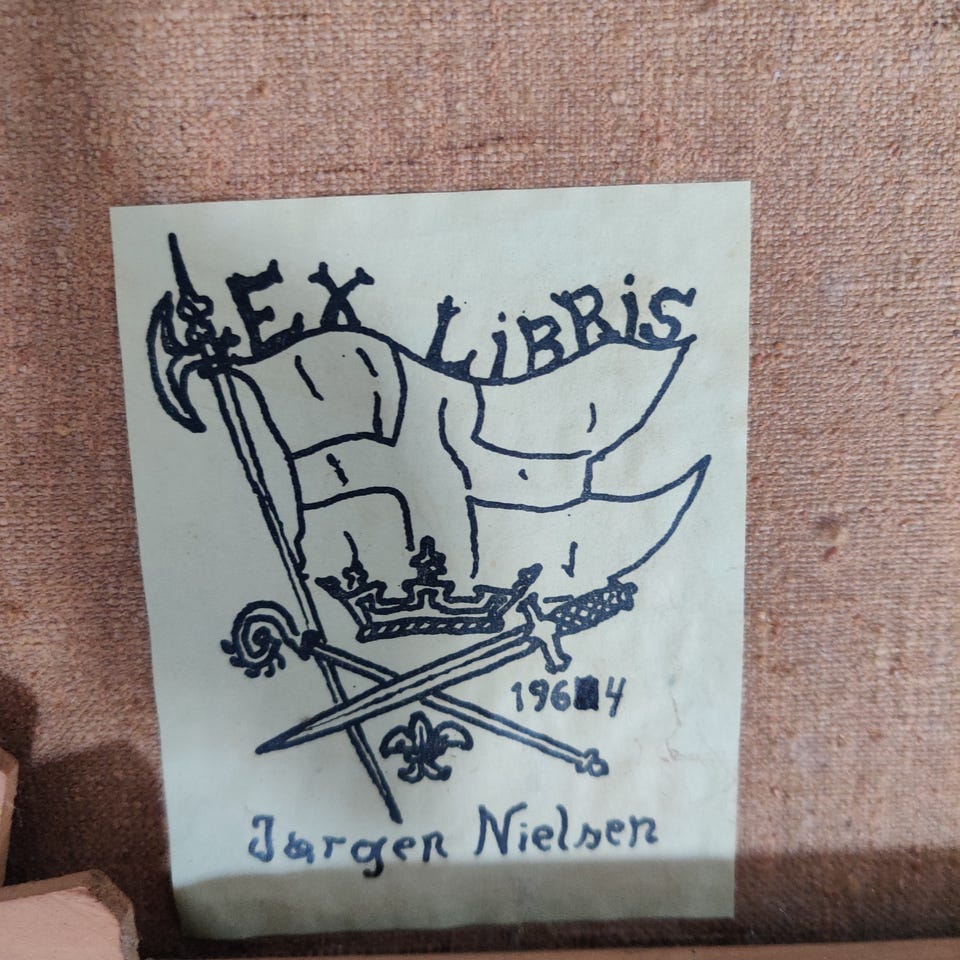 EX LiBRiS
1964
Jørgen Nielsen